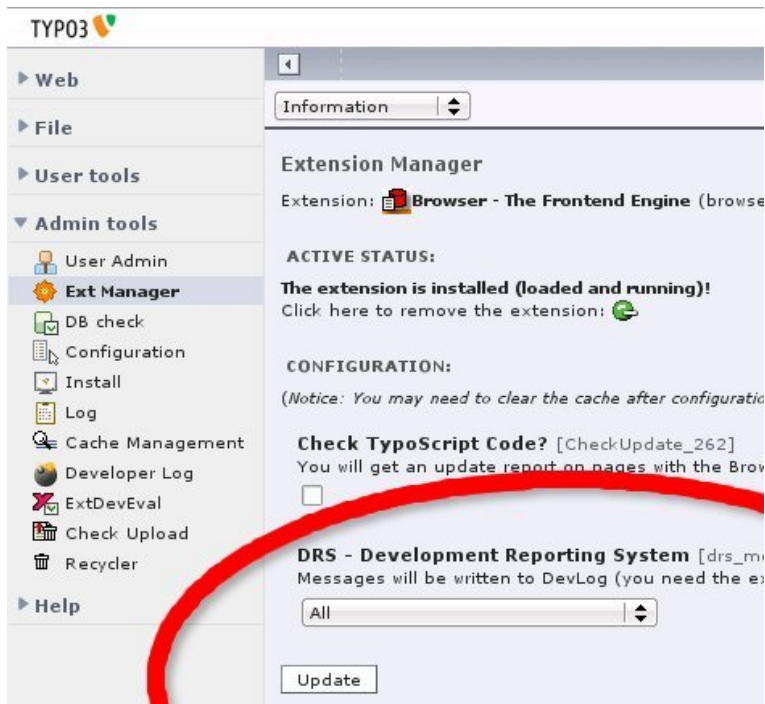 TYPO3
Web
File
User tools
Admin tools
User Admin
Ext Manager
DB check
Configuration
Install
Log
Cache Management
Developer Log
ExtDevEval
Check Upload
Recycler
Help
Information
Extension Manager
Extension: Browser - The Frontend Engine (browse
ACTIVE STATUS:
The extension is installed (loaded and running)!
Click here to remove the extension:
CONFIGURATION:
(Notice: You may need to clear the cache after configuratio
Check TypoScript Code? [CheckUpdate_262]
You will get an update report on pages with the Brow
DRS - Development Reporting System [drs_mo
Messages will be written to DevLog (you need the ex
All
Update